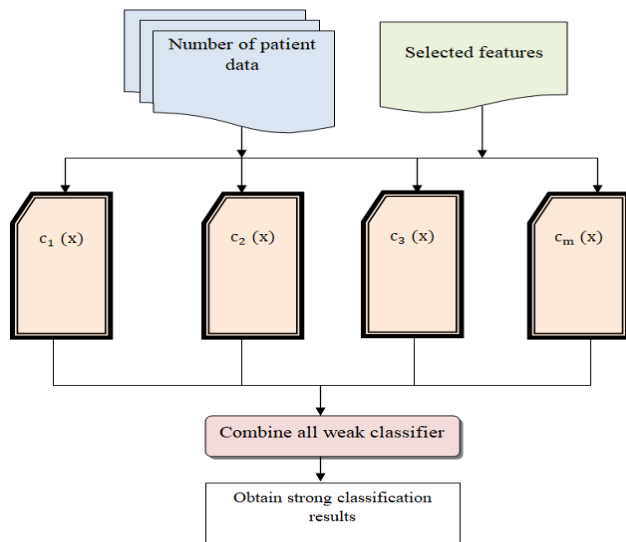 Number of patient
data
Selected features
c₁ (x)
c₂ (x)
c₃ (x)
cₘ (x)
Combine all weak classifier
Obtain strong classification
results